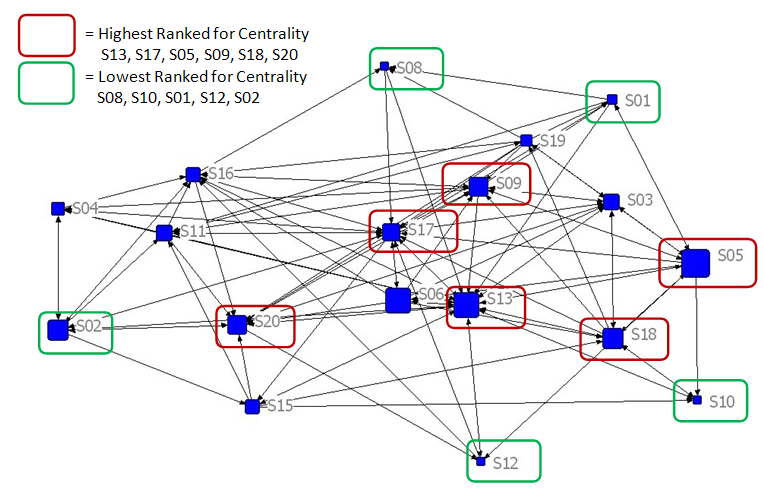 = Highest Ranked for Centrality
S13, S17, S05, S09, S18, S20
= Lowest Ranked for Centrality
S08, S10, S01, S12, S02
S08
S01
S19
S16
S09
S03
S04
S11
S17
S05
S06
S13
S02
S20
S18
S15
S10
S12